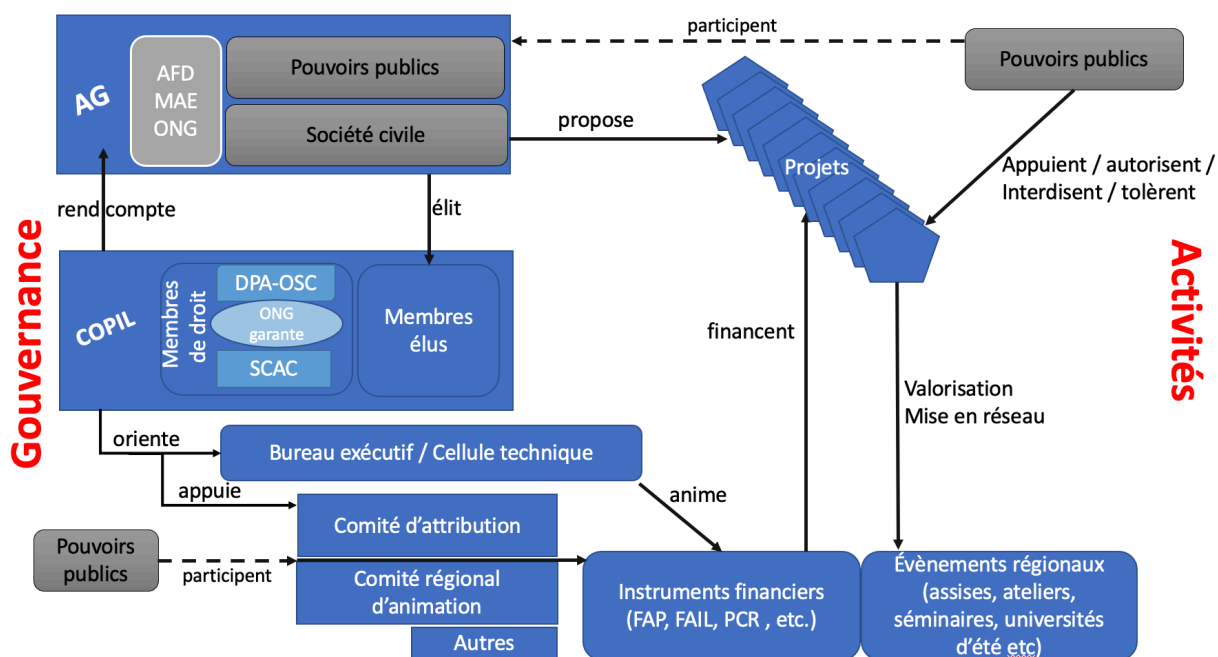 participent
Pouvoirs publics
AG
AFD
MAE
ONG
Pouvoirs publics
Société civile
propose
Projets
Appuient / autorisent /
Interdisent / tolèrent
rend compte
élit
Gouvernance
Activités
COPIL
Membres
de droit
DPA-OSC
ONG
garante
SCAC
Membres
élus
financent
Valorisation
Mise en réseau
oriente
Bureau exécutif / Cellule technique
appuie
anime
Comité d'attribution
Pouvoirs
publics
participent
Comité régional
d'animation
Autres
Instruments financiers
(FAP, FAIL, PCR , etc.)
Évènements régionaux
(assises, ateliers,
séminaires, universités
d'été etc)